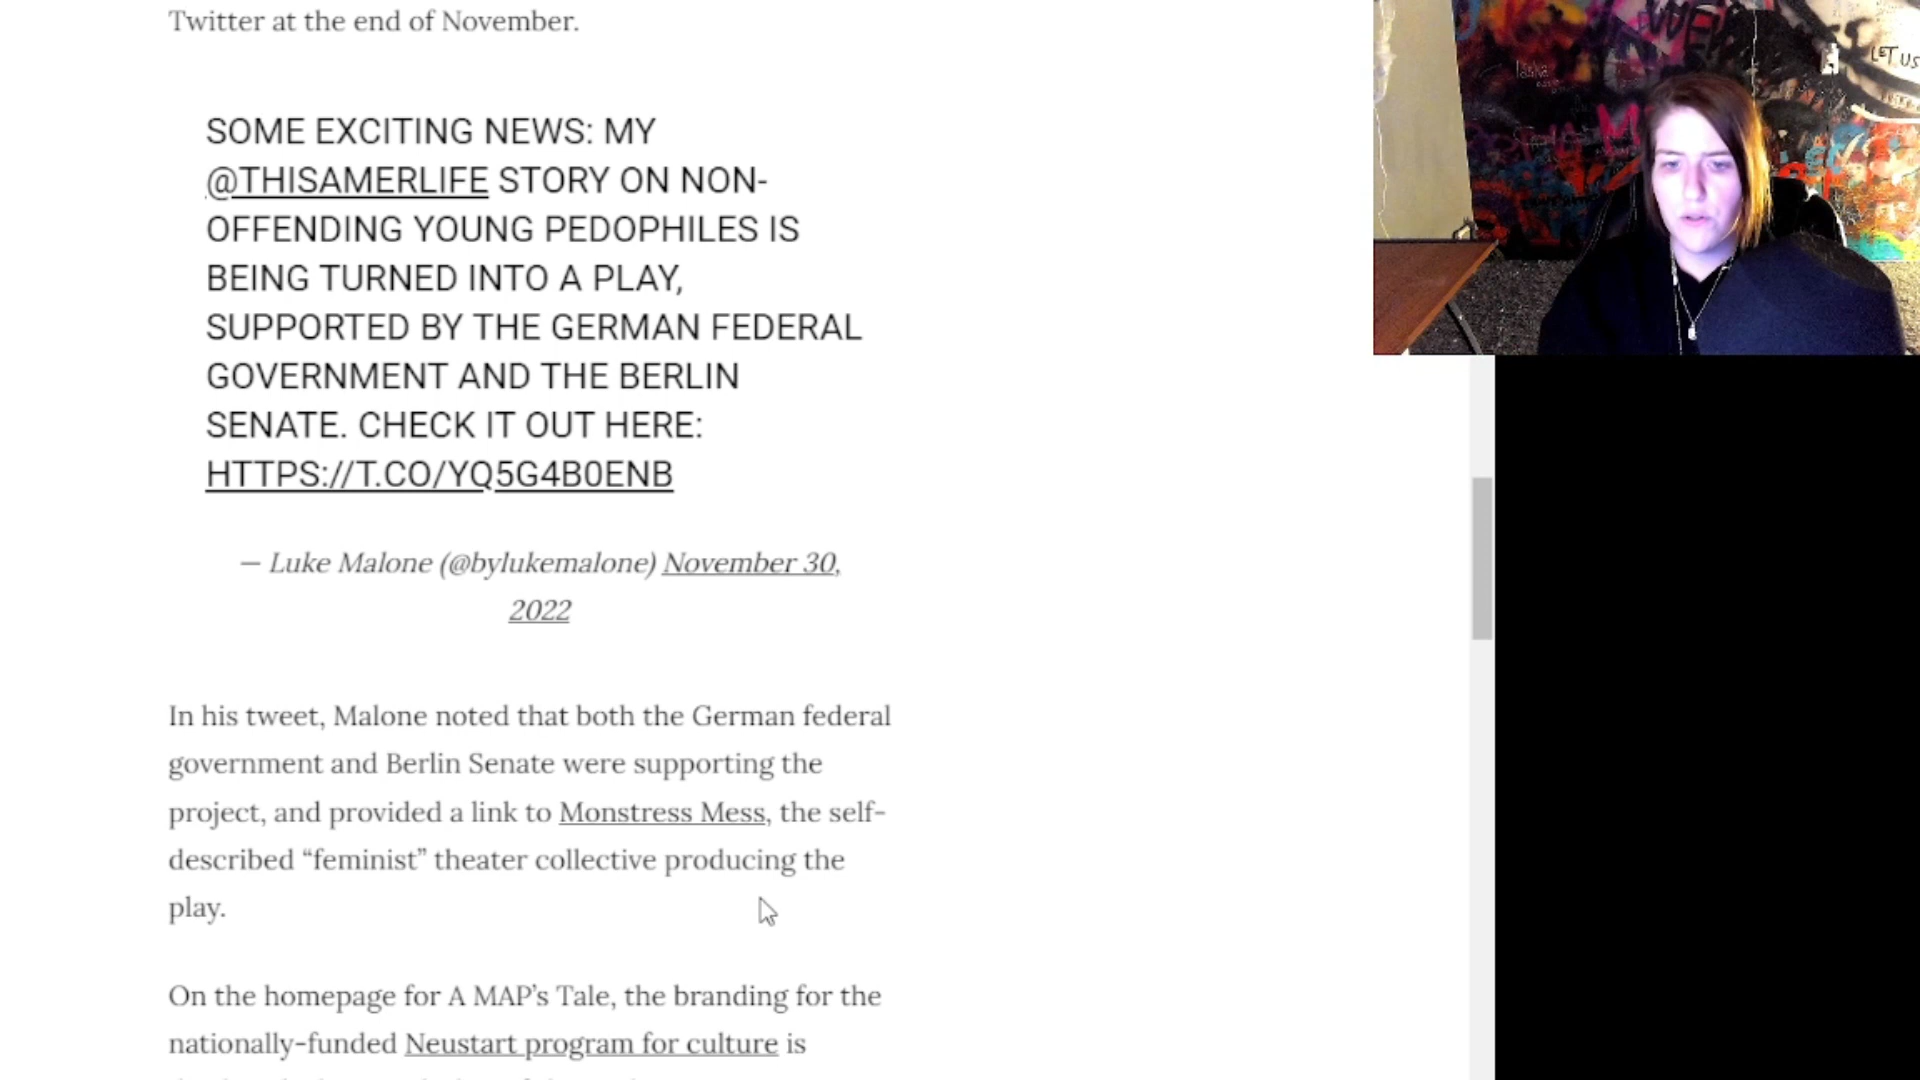 Twitter at the end of November.
SOME EXCITING NEWS: MY
@THISAMERLIFE STORY ON NON-
OFFENDING YOUNG PEDOPHILES IS
BEING TURNED INTO A PLAY,
SUPPORTED BY THE GERMAN FEDERAL
GOVERNMENT AND THE BERLIN
SENATE. CHECK IT OUT HERE:
HTTPS://T.CO/YQ5G4B0ENB
— Luke Malone (@bylukemalone) November 30,
2022
In his tweet, Malone noted that both the German federal
government and Berlin Senate were supporting the
project, and provided a link to Monstress Mess, the self-
described “feminist” theater collective producing the
play.
On the homepage for A MAP’s Tale, the branding for the
nationally-funded Neustart program for culture is
LET US